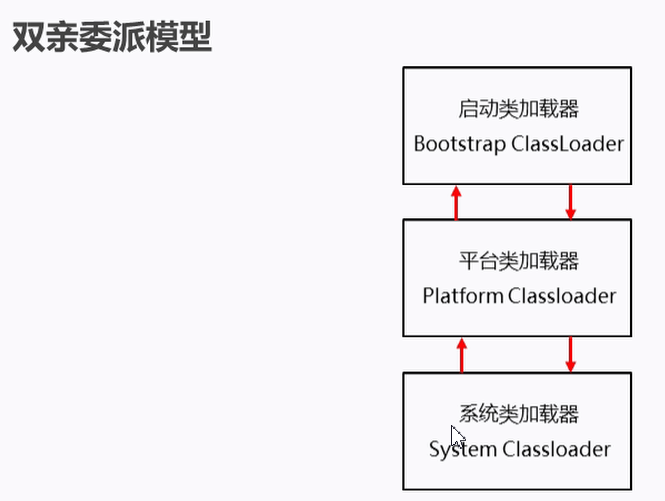 双亲委派模型
启动类加载器
Bootstrap ClassLoader
平台类加载器
Platform Classloader
系统类加载器
System Classloader